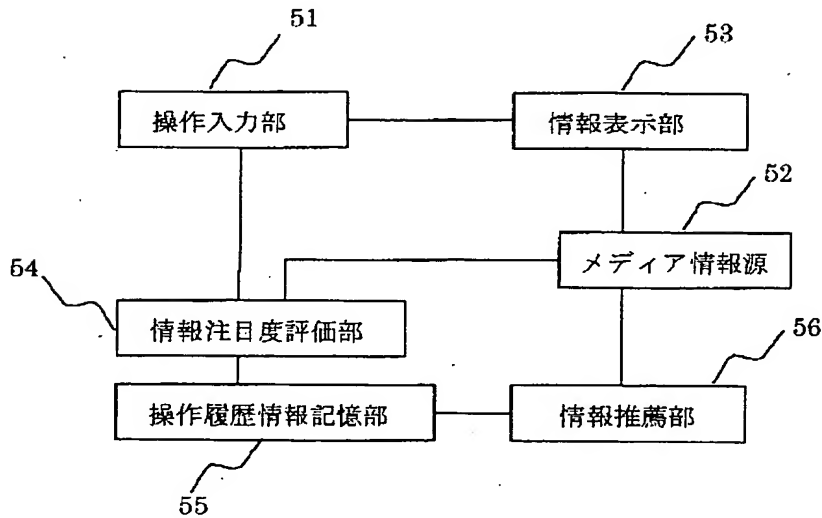 51
53
操作入力部
情報表示部
52
メディア情報源
54
情報注目度評価部
56
操作履歴情報記憶部
情報推薦部
55